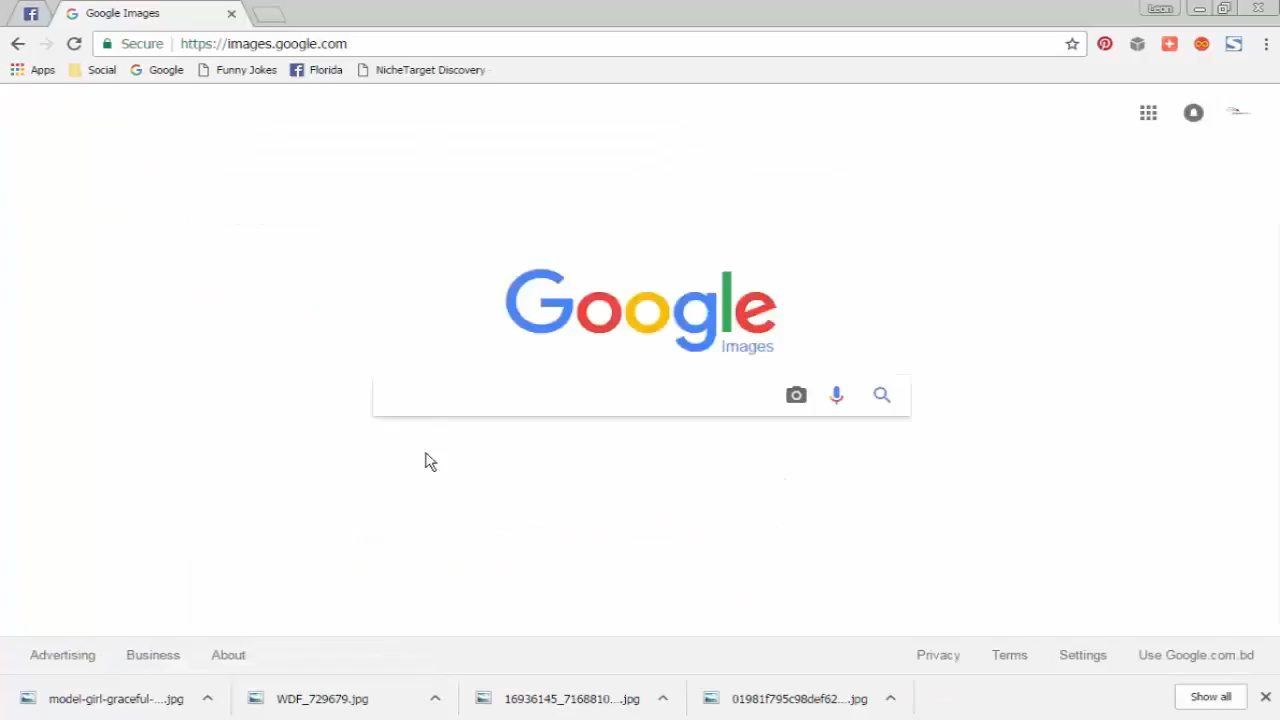 Google Images
Leon
Secure https://images.google.com
Apps Social Google Funny Jokes Florida NicheTarget Discovery
Google
Images
Advertising Business About Privacy Terms Settings Use Google.com.bd
model-girl-graceful-....jpg WDF_729679.jpg 16936145_7168810....jpg 01981f795c98def62....jpg Show all